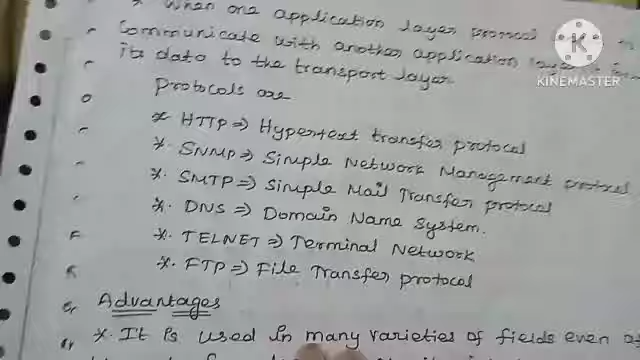 * When one application layer protocol
communicate with another application layer
its data to the transport layer.
Protocols are
*. HTTP => Hypertext transfer protocol
*. SNMP => Simple Network Management protocol
*. SMTP => Simple Mail Transfer protocol
*. DNS => Domain Name System.
*. TELNET => Terminal Network
*. FTP => File Transfer protocol
Advantages
*. It is used in many varieties of fields even
K
KINEMASTER